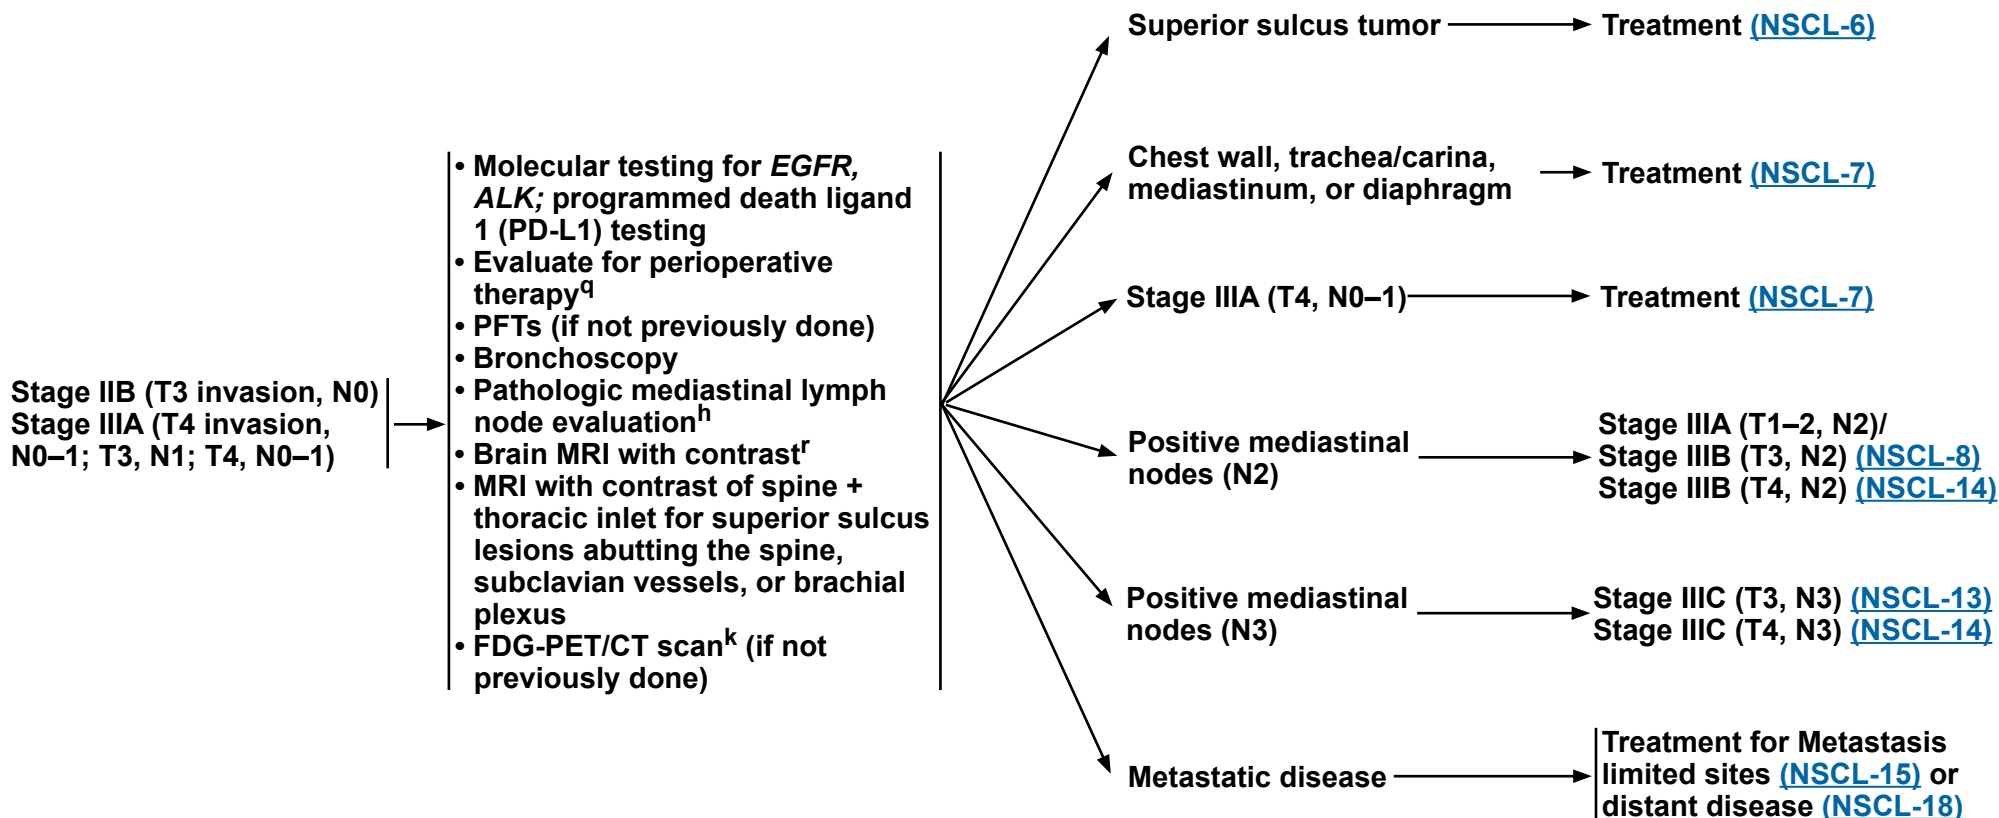 Stage IIB (T3 invasion, N0)
Stage IIIA (T4 invasion,
N0–1; T3, N1; T4, N0–1)
• Molecular testing for EGFR,
ALK; programmed death ligand
1 (PD-L1) testing
• Evaluate for perioperative
therapyq
• PFTs (if not previously done)
• Bronchoscopy
• Pathologic mediastinal lymph
node evaluationh
• Brain MRI with contrastr
• MRI with contrast of spine +
thoracic inlet for superior sulcus
lesions abutting the spine,
subclavian vessels, or brachial
plexus
• FDG-PET/CT scank (if not
previously done)
Superior sulcus tumor
Treatment (NSCL-6)
Chest wall, trachea/carina,
mediastinum, or diaphragm
Treatment (NSCL-7)
Stage IIIA (T4, N0–1)
Treatment (NSCL-7)
Positive mediastinal
nodes (N2)
Stage IIIA (T1–2, N2)/
Stage IIIB (T3, N2) (NSCL-8)
Stage IIIB (T4, N2) (NSCL-14)
Positive mediastinal
nodes (N3)
Stage IIIC (T3, N3) (NSCL-13)
Stage IIIC (T4, N3) (NSCL-14)
Metastatic disease
Treatment for Metastasis
limited sites (NSCL-15) or
distant disease (NSCL-18)